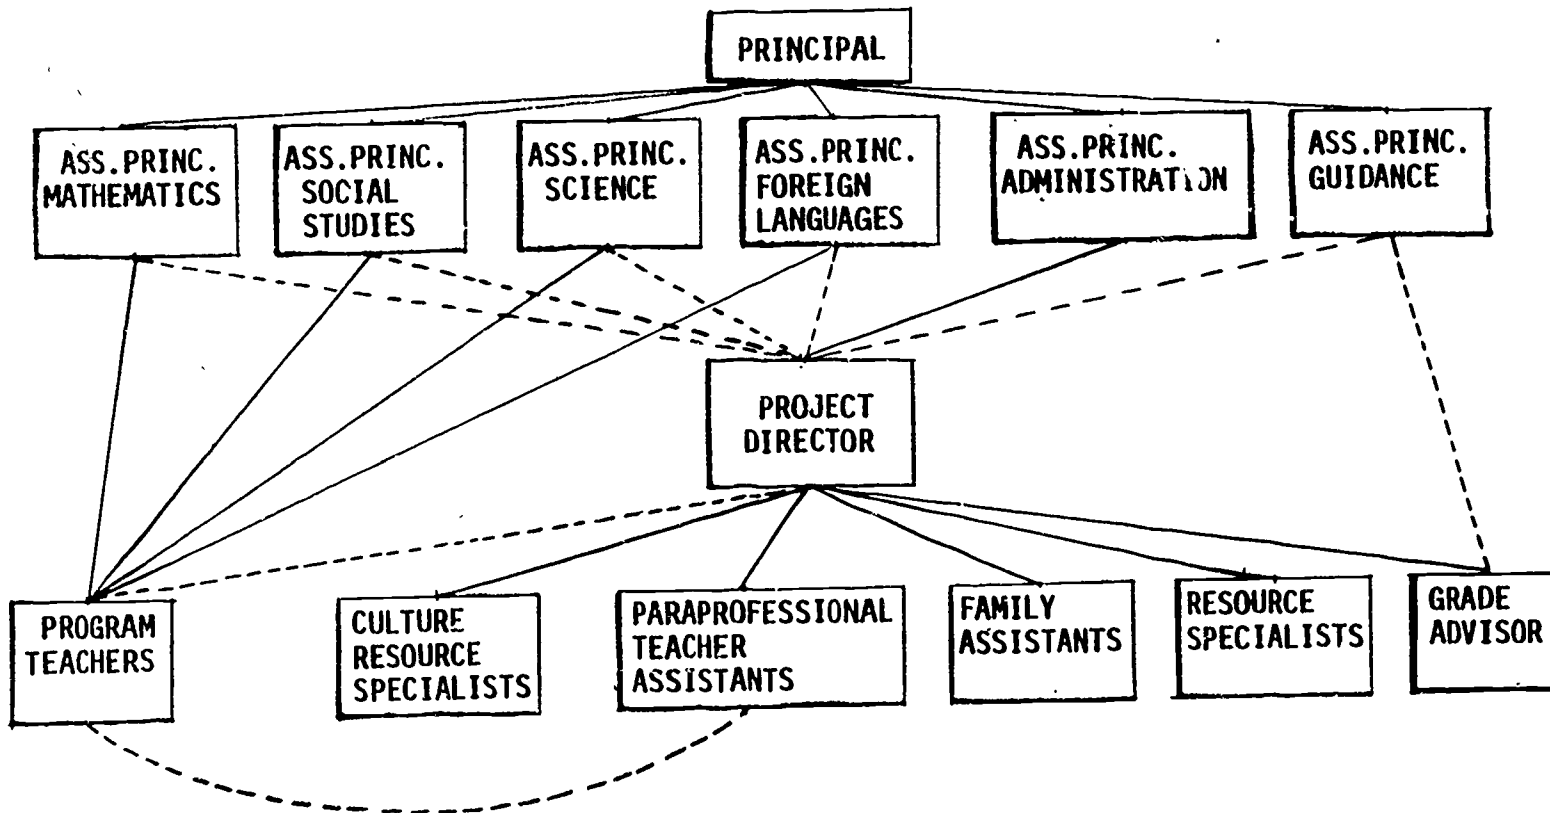 PRINCIPAL
ASS.PRINC.
MATHEMATICS
ASS.PRINC.
SOCIAL
STUDIES
ASS.PRINC.
SCIENCE
ASS.PRINC.
FOREIGN
LANGUAGES
ASS.PRINC.
ADMINISTRATION
ASS.PRINC.
GUIDANCE
PROJECT
DIRECTOR
PROGRAM
TEACHERS
CULTURE
RESOURCE
SPECIALISTS
PARAPROFESSIONAL
TEACHER
ASSISTANTS
FAMILY
ASSISTANTS
RESOURCE
SPECIALISTS
GRADE
ADVISOR